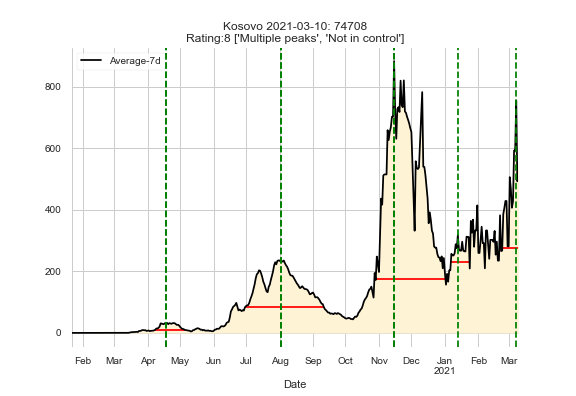 Kosovo 2021-03-10: 74708
Rating:8 ['Multiple peaks', 'Not in control']
Average-7d
800
600
400
200
0
Feb Mar Apr May Jun Jul Aug Sep Oct Nov Dec Jan Feb Mar
2021
Date